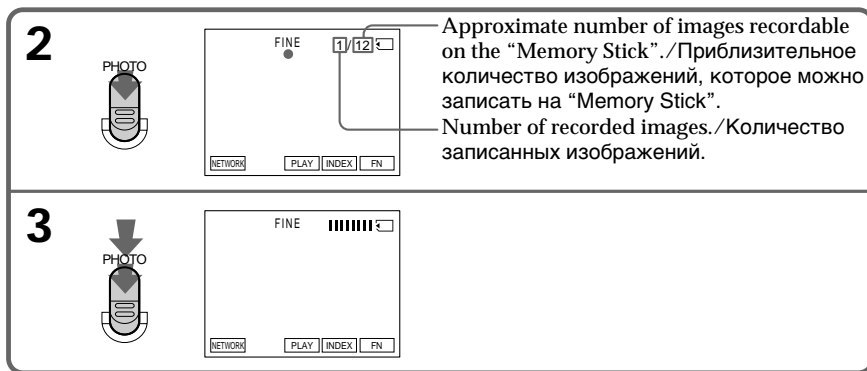 2
PHOTO
FINE
1/12
NETWORK
PLAY INDEX FN
Approximate number of images recordable
on the “Memory Stick”./Приблизительное
количество изображений, которое можно
записать на “Memory Stick”.
Number of recorded images./Количество
записанных изображений.
3
PHOTO
FINE
NETWORK
PLAY INDEX FN